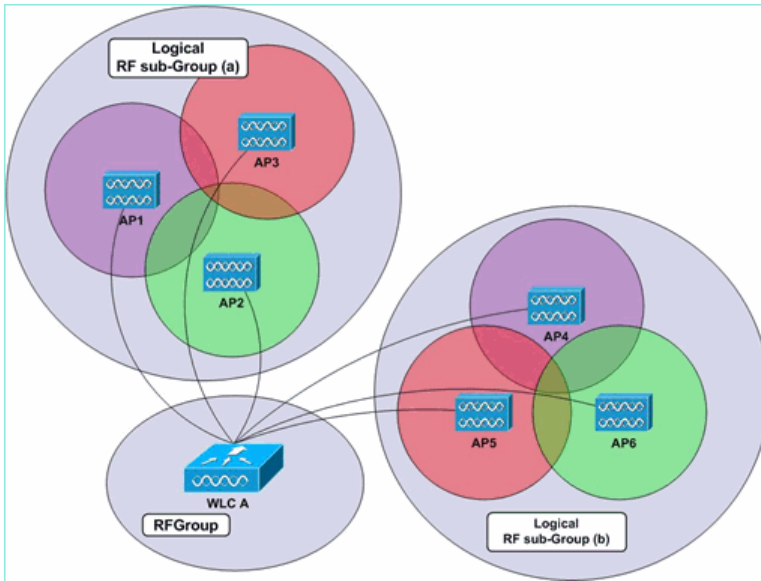 Logical
RF sub-Group (a)
AP3
AP1
AP2
AP4
AP5
AP6
WLC A
RFGroup
Logical
RF sub-Group (b)